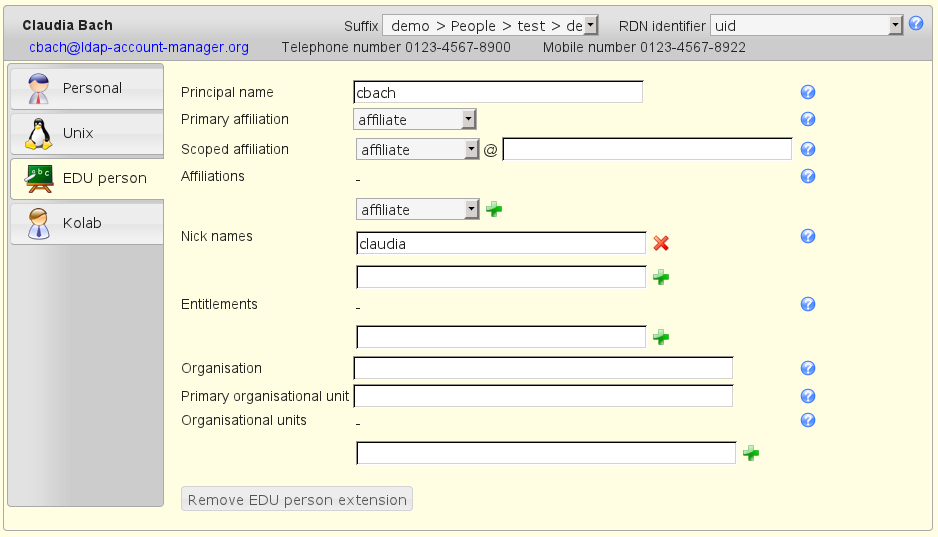 Claudia Bach
Suffix demo > People > test > de RDN identifier uid
cbach@ldap-account-manager.org Telephone number 0123-4567-8900 Mobile number 0123-4567-8922
Personal
Unix
EDU person
Kolab
Principal name cbach
Primary affiliation affiliate
Scoped affiliation affiliate @
Affiliations -
affiliate
Nick names claudia
Entitlements -
Organisation
Primary organisational unit
Organisational units -
Remove EDU person extension